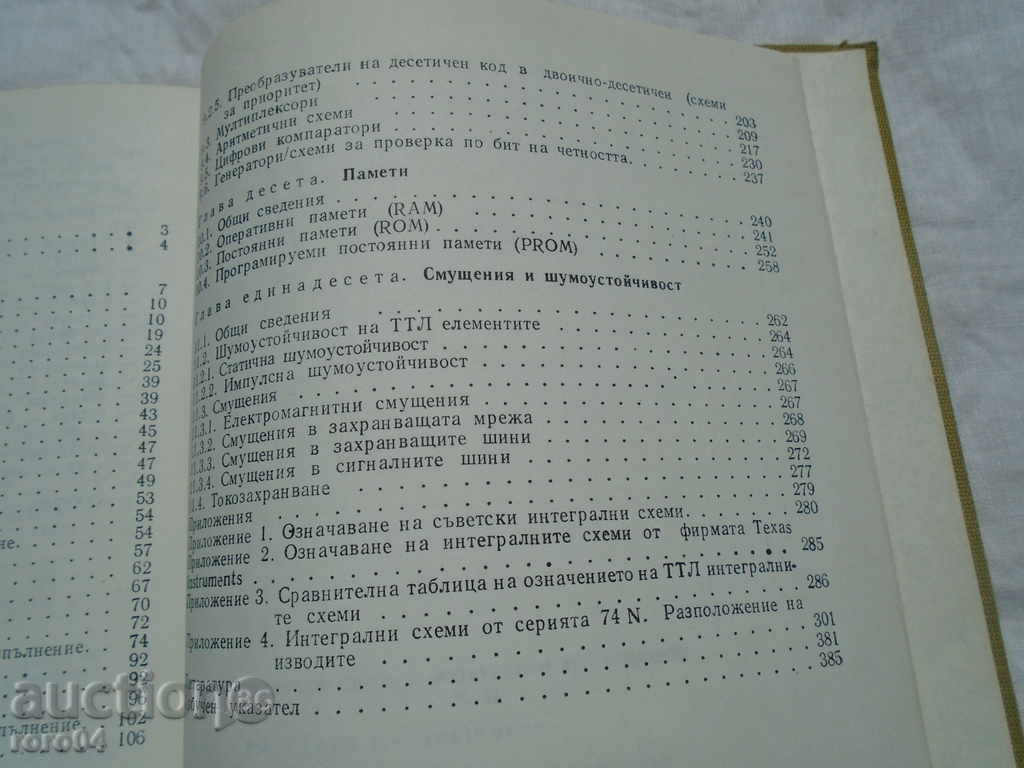 3
4
7
10
10
19
24
25
39
39
43
45
47
47
49
53
54
54
57
62
67
70
72
74
92
92
96
102
106
.2.5. Преобразуватели на десетичен код в двоично-десетичен (схеми
за приоритет) 203
.3. Мултиплексори 209
.4. Аритметични схеми 217
.5. Цифрови компаратори 230
.6. Генератори/схеми за проверка по бит на четността. 237
глава десета. Памети
10.1. Общи сведения 240
10.2. Оперативни памети (RAM) 241
10.3. Постоянни памети (ROM) 252
10.4. Програмируеми постоянни памети (PROM) 258
Глава единадесета. Смущения и шумоустойчивост
11.1. Общи сведения 262
11.2. Шумоустойчивост на ТТЛ елементите 264
11.2.1. Статична шумоустойчивост 264
11.2.2. Импулсна шумоустойчивост 266
11.3. Смущения 267
11.3.1. Електромагнитни смущения 267
11.3.2. Смущения в захранващата мрежа 268
11.3.3. Смущения в захранващите шини 269
11.3.4. Смущения в сигналните шини 272
11.4. Токозахранване 277
Приложения 279
Приложение 1. Означаване на съветски интегрални схеми. 280
Приложение 2. Означаване на интегралните схеми от фирмата Texas
Instruments 285
Приложение 3. Сравнителна таблица на означението на ТТЛ интегрални-
те схеми 286
Приложение 4. Интегрални схеми от серията 74 N. Разположение на
изводите 301
литература 381
указател 385
auction.bg
roro04